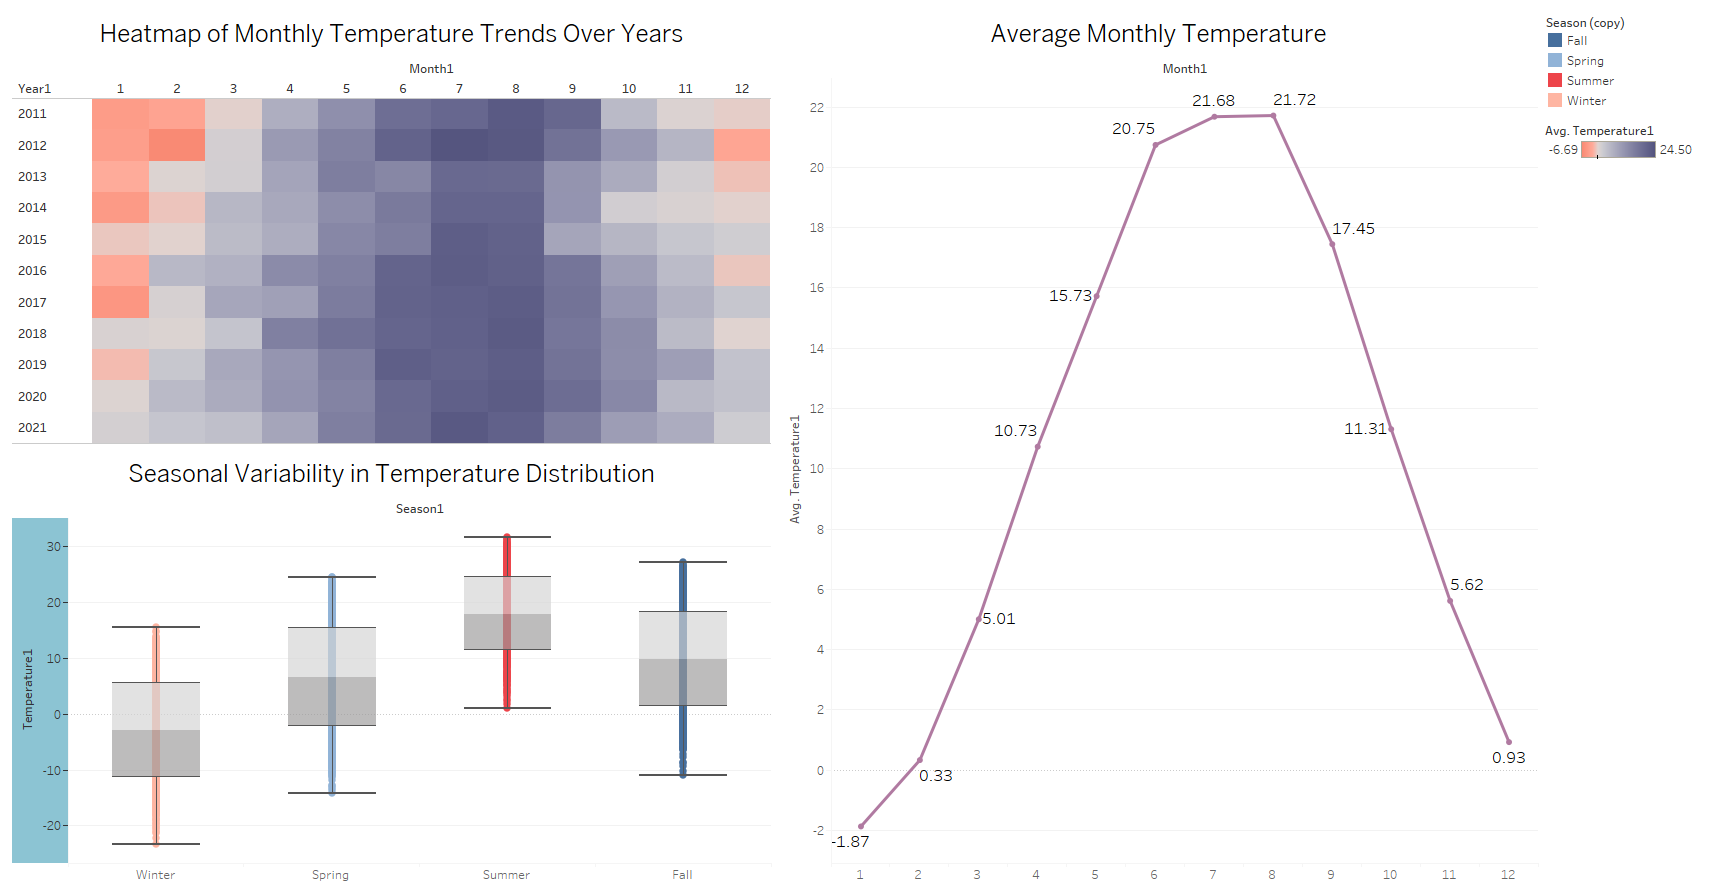 Heatmap of Monthly Temperature Trends Over Years
Month1
Year1 1 2 3 4 5 6 7 8 9 10 11 12
2011
2012
2013
2014
2015
2016
2017
2018
2019
2020
2021
Seasonal Variability in Temperature Distribution
Season1
Temperature1
30
20
10
0
-10
-20
Winter Spring Summer Fall
Average Monthly Temperature
Month1
Avg. Temperature1
22
20
18
16
14
12
10
8
6
4
2
0
-2
-1.87
0.33
5.01
10.73
15.73
20.75
21.68
21.72
17.45
11.31
5.62
0.93
1 2 3 4 5 6 7 8 9 10 11 12
Season (copy)
Fall
Spring
Summer
Winter
Avg. Temperature1
-6.69 24.50